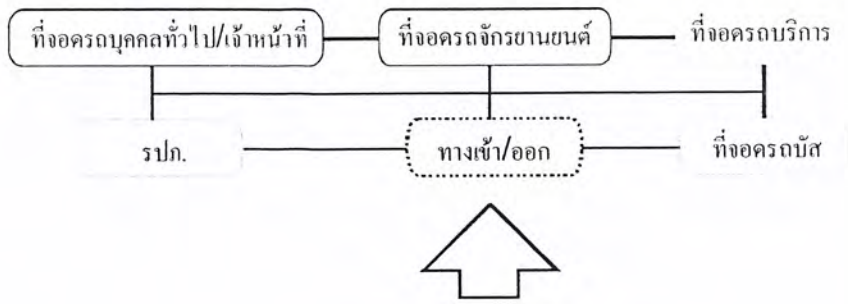 ที่จอดรถบุคคลทั่วไป/เจ้าหน้าที่
ที่จอดรถจักรยานยนต์
ที่จอดรถบริการ
รปภ.
ทางเข้า/ออก
ที่จอดรถบัส